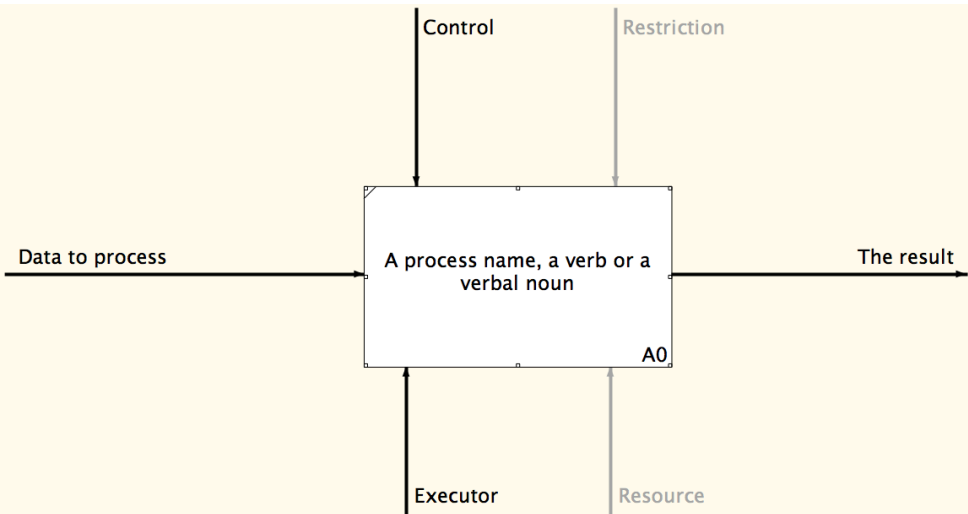 Control
Restriction
Data to process
A process name, a verb or a
verbal noun
The result
A0
Executor
Resource